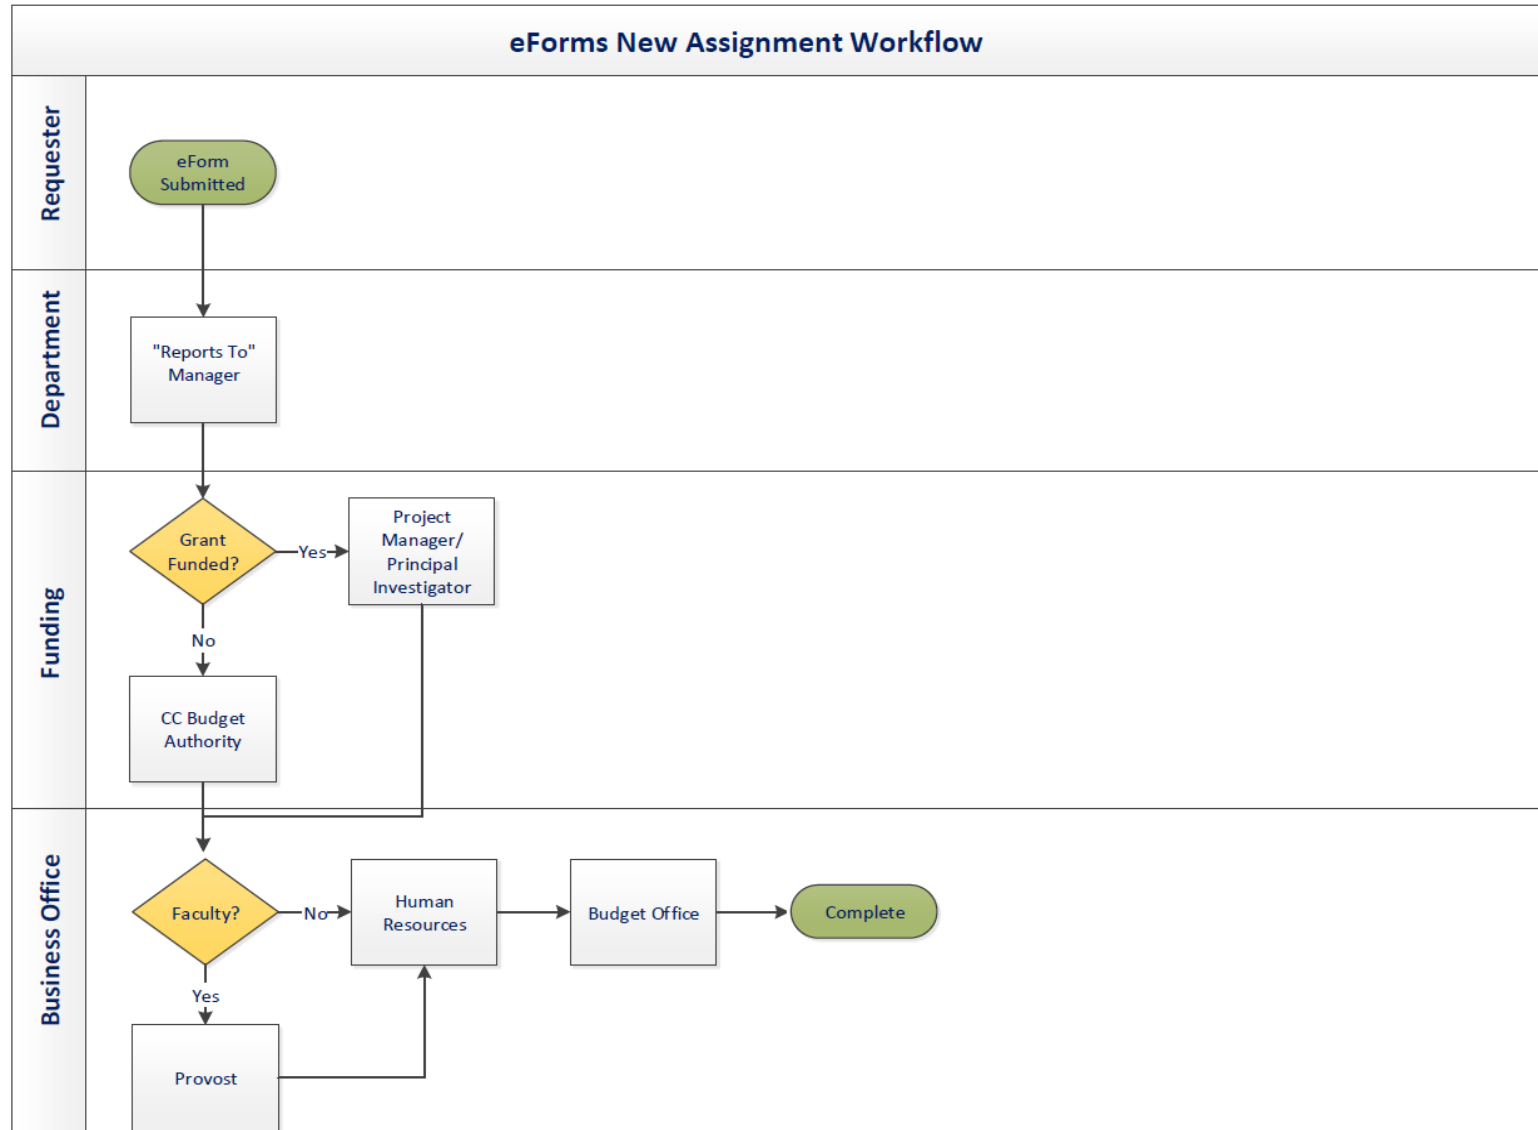 eForms New Assignment Workflow
Requester
eForm
Submitted
Department
"Reports To"
Manager
Funding
Grant
Funded?
Yes
Project
Manager/
Principal
Investigator
No
CC Budget
Authority
Business Office
Faculty?
No
Human
Resources
Budget Office
Complete
Yes
Provost